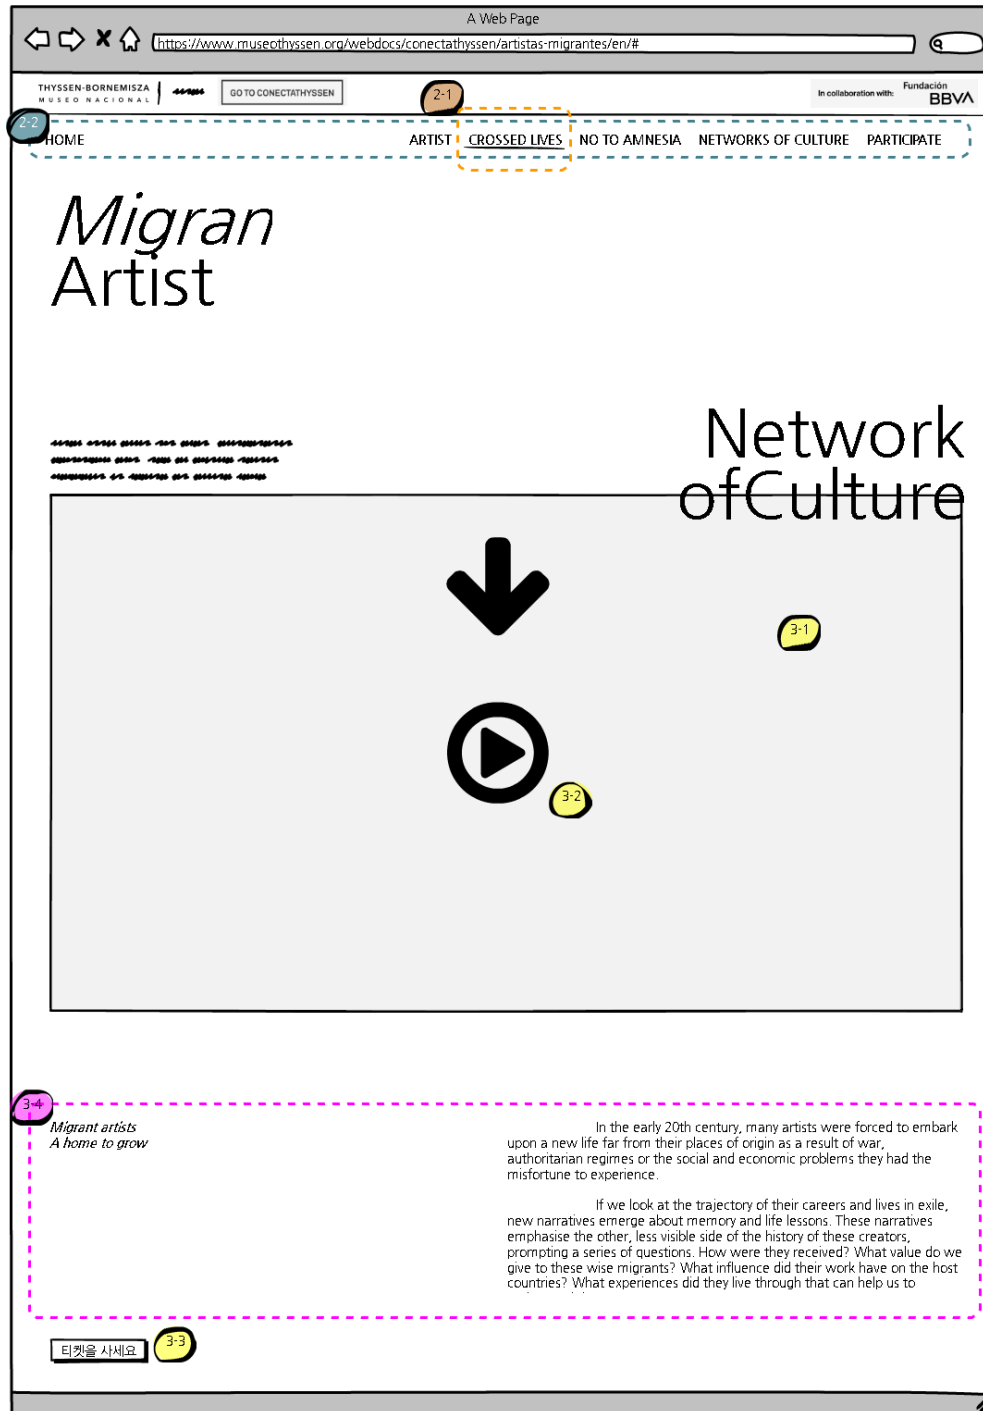 A Web Page
https://www.museothyssen.org/webdocs/conectathyssen/artistas-migrantes/en/#
THYSSEN-BORNEMISZA
MUSEO NACIONAL
GO TO CONECTATHYSSEN
In collaboration with:
Fundación
BBVA
2-1
2-2
HOME
ARTIST
CROSSED LIVES
NO TO AMNESIA
NETWORKS OF CULTURE
PARTICIPATE
Migran
Artist
Network
ofCulture
3-1
3-2
3-4
Migrant artists
A home to grow
In the early 20th century, many artists were forced to embark
upon a new life far from their places of origin as a result of war,
authoritarian regimes or the social and economic problems they had the
misfortune to experience.
If we look at the trajectory of their careers and lives in exile,
new narratives emerge about memory and life lessons. These narratives
emphasise the other, less visible side of the history of these creators,
prompting a series of questions. How were they received? What value do we
give to these wise migrants? What influence did their work have on the host
countries? What experiences did they live through that can help us to
티켓을 사세요
3-3